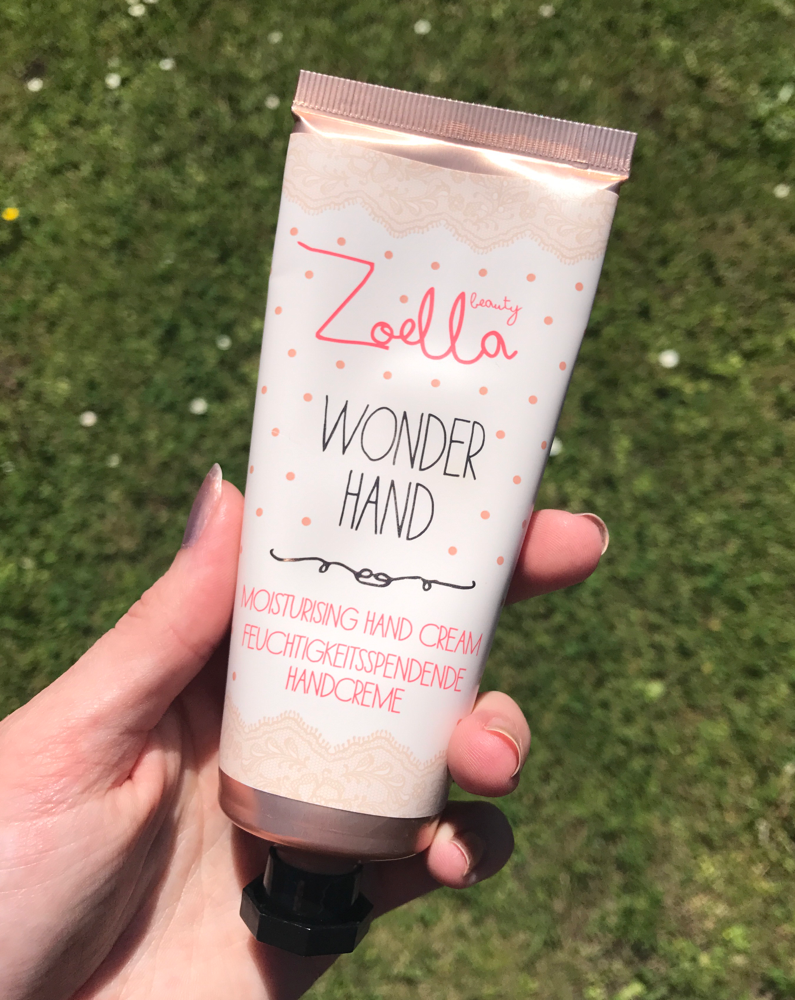 Zoella beauty
WONDER
HAND
MOISTURISING HAND CREAM
FEUCHTIGKEITSSPENDENDE
HANDCREME